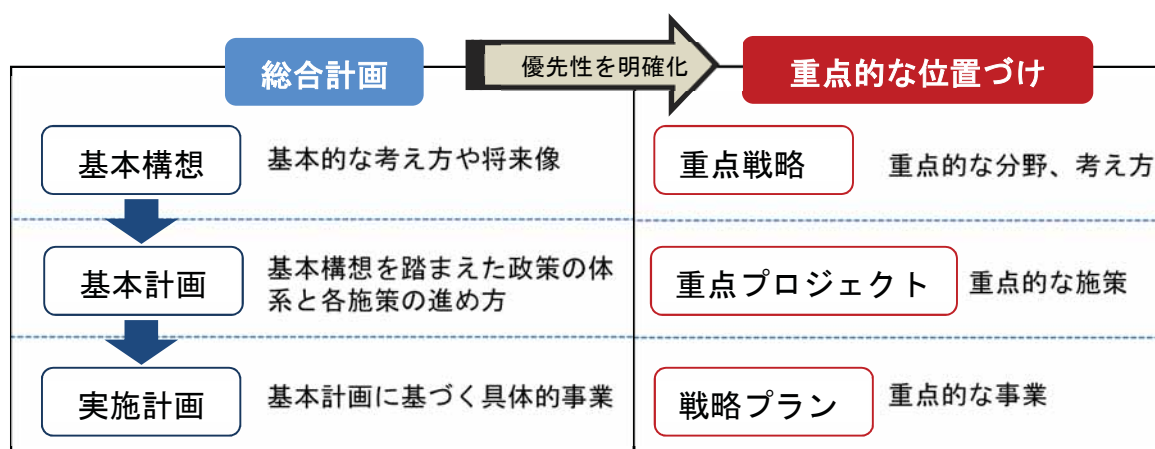 総合計画
優先性を明確化
重点的な位置づけ
基本構想
基本的な考え方や将来像
重点戦略
重点的な分野、考え方
基本計画
基本構想を踏まえた政策の体
系と各施策の進め方
重点プロジェクト
重点的な施策
実施計画
基本計画に基づく具体的事業
戦略プラン
重点的な事業